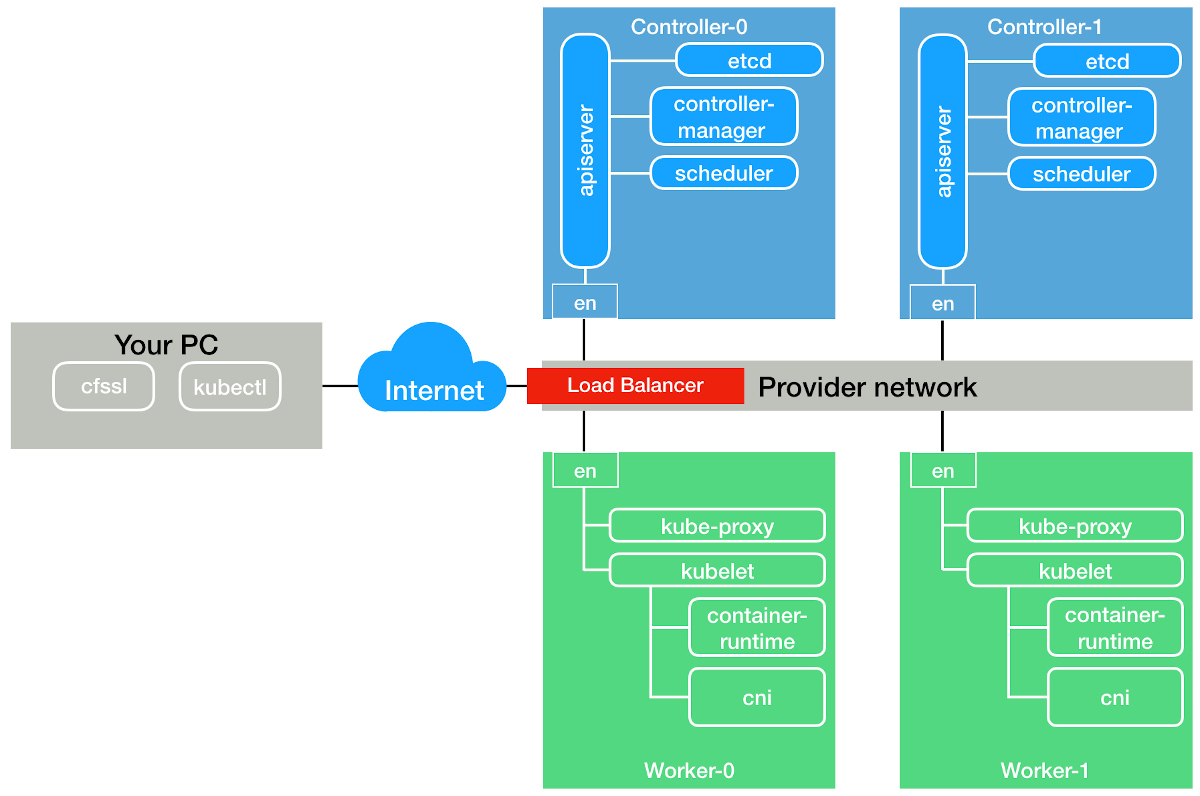 Controller-0
apiserver
etcd
controller-
manager
scheduler
en
Controller-1
apiserver
etcd
controller-
manager
scheduler
en
Your PC
cfssl
kubectl
Internet
Load Balancer
Provider network
en
kube-proxy
kubelet
container-
runtime
cni
Worker-0
en
kube-proxy
kubelet
container-
runtime
cni
Worker-1